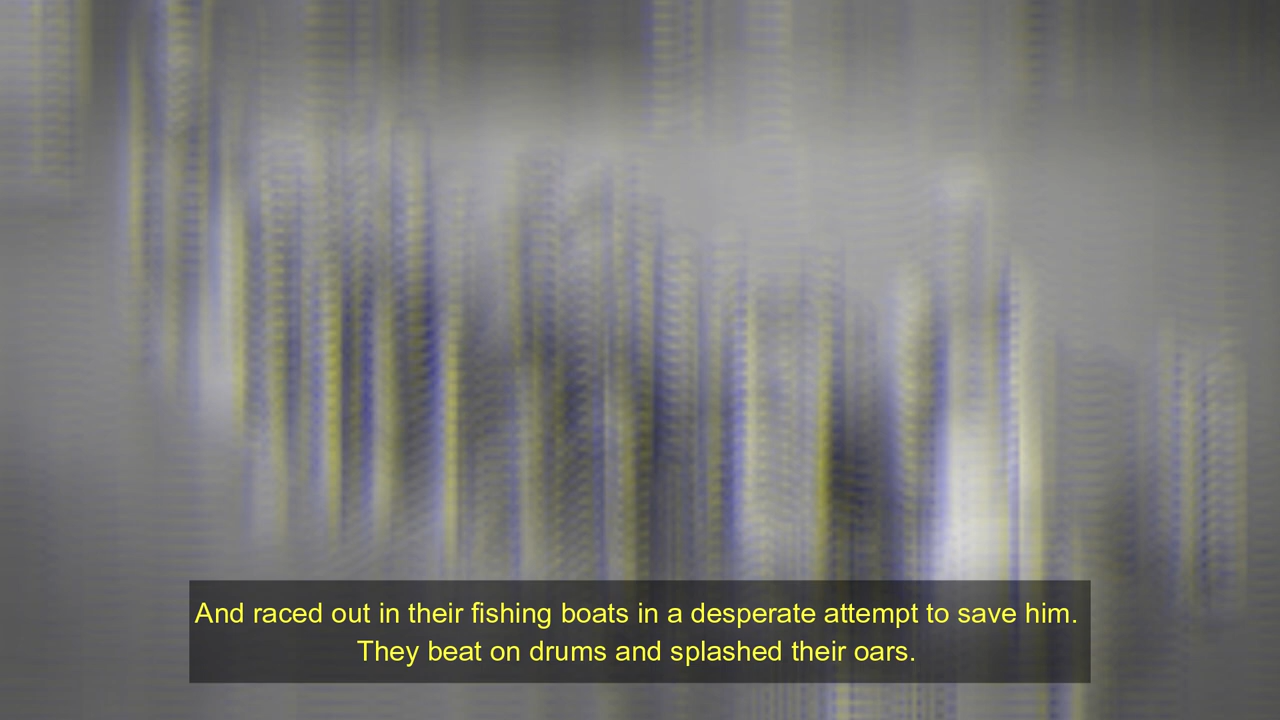 And raced out in their fishing boats in a desperate attempt to save him.
They beat on drums and splashed their oars.